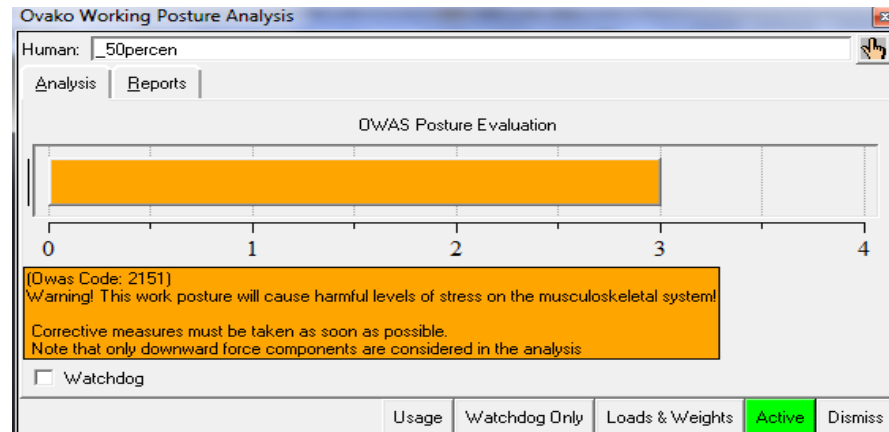 Ovako Working Posture Analysis
Human: _50percen
Analysis Reports
OWAS Posture Evaluation
0 1 2 3 4
(Owas Code: 2151)
Warning! This work posture will cause harmful levels of stress on the musculoskeletal system!
Corrective measures must be taken as soon as possible.
Note that only downward force components are considered in the analysis
Watchdog
Usage Watchdog Only Loads & Weights Active Dismiss